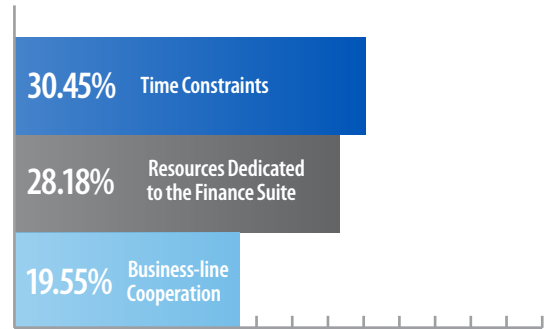 30.45% Time Constraints
28.18% Resources Dedicated
to the Finance Suite
19.55% Business-line
Cooperation